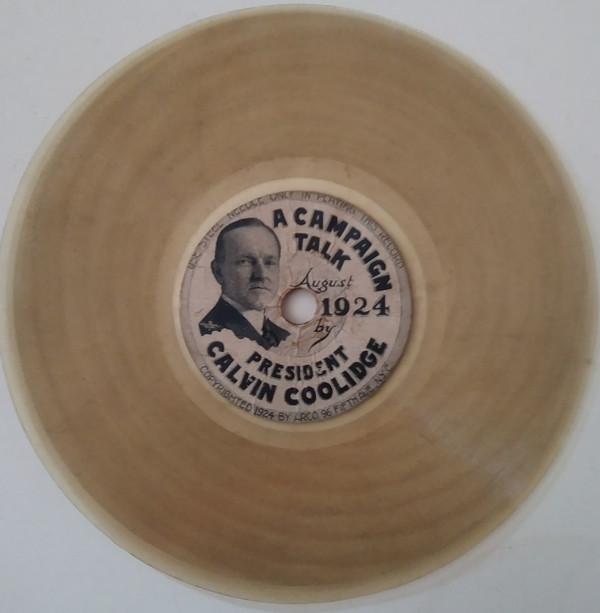 USE STEEL NEEDLE ONLY IN PLAYING THIS RECORD
A CAMPAIGN
TALK
August
1924
by
PRESIDENT
CALVIN COOLIDGE
COPYRIGHTED 1924 BY ARCO 96 FIFTH AVE. N.Y.